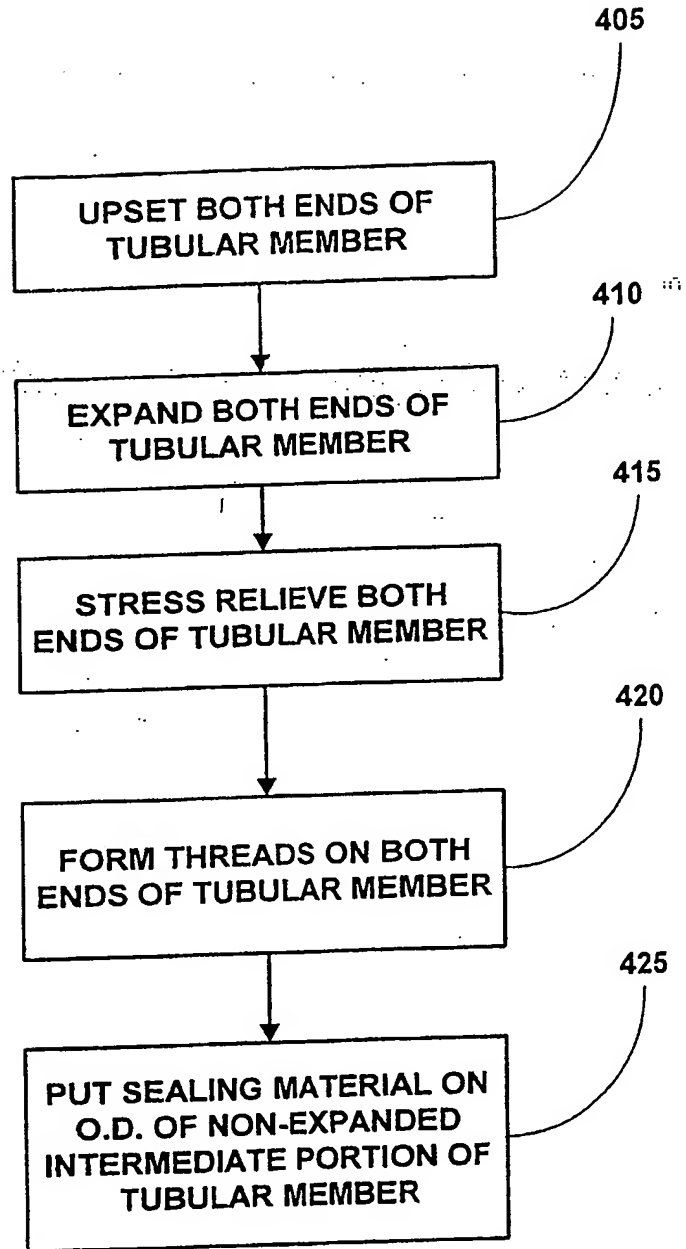 405
UPSET BOTH ENDS OF
TUBULAR MEMBER
410
EXPAND BOTH ENDS OF
TUBULAR MEMBER
415
STRESS RELIEVE BOTH
ENDS OF TUBULAR MEMBER
420
FORM THREADS ON BOTH
ENDS OF TUBULAR MEMBER
425
PUT SEALING MATERIAL ON
O.D. OF NON-EXPANDED
INTERMEDIATE PORTION OF
TUBULAR MEMBER